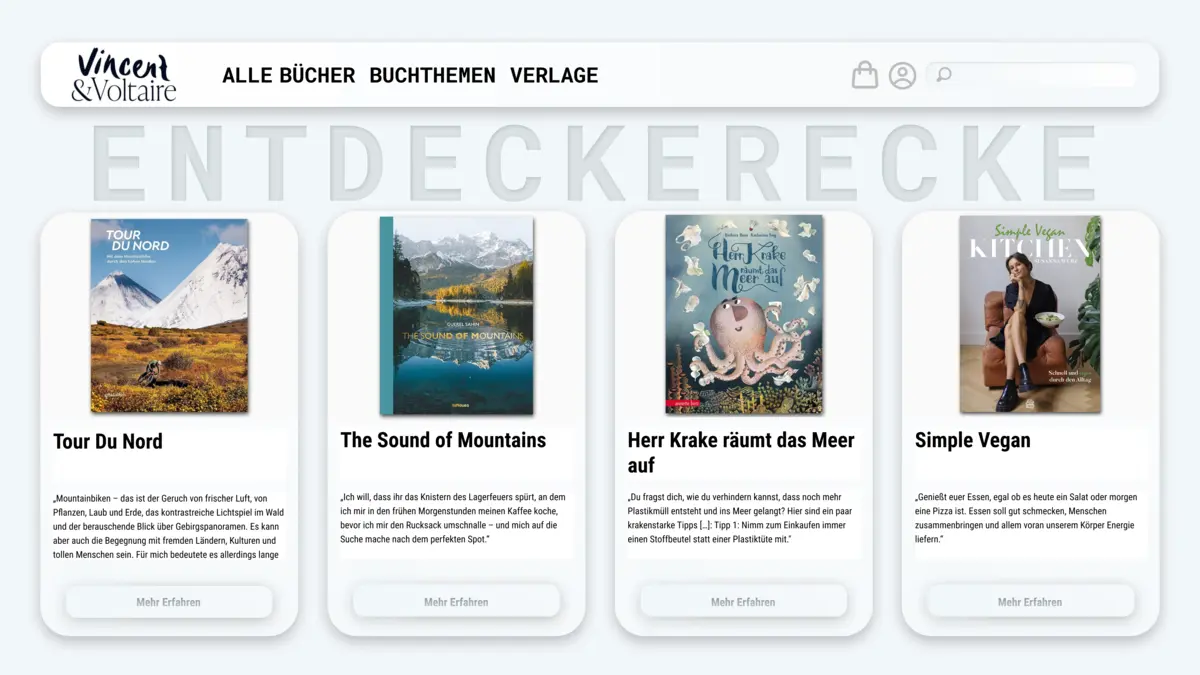 Vincent
&Voltaire
ALLE BÜCHER BUCHTHEMEN VERLAGE
ENTDECKERECKE
TOUR
DU NORD
THE SOUND OF MOUNTAINS
Herr Krake
räumt das
Meer auf
Simple Vegan
KITCHEN
Schnell und
durch den Alltag
Tour Du Nord
„Mountainbiken – das ist der Geruch von frischer Luft, von
Pflanzen, Laub und Erde, das kontrastreiche Lichtspiel im Wald
und der berauschende Blick über Gebirgspanoramen. Es kann
aber auch die Begegnung mit fremden Ländern, Kulturen und
tollen Menschen sein. Für mich bedeutete es allerdings lange
Mehr Erfahren
The Sound of Mountains
„Ich will, dass ihr das Knistern des Lagerfeuers spürt, an dem
ich mir in den frühen Morgenstunden meinen Kaffee koche,
bevor ich mir den Rucksack umschnalle – und mich auf die
Suche mache nach dem perfekten Spot.“
Mehr Erfahren
Herr Krake räumt das Meer
auf
„Du fragst dich, wie du verhindern kannst, dass noch mehr
Plastikmüll entsteht und ins Meer gelangt? Hier sind ein paar
krakenstarke Tipps […]: Tipp 1: Nimm zum Einkaufen immer
einen Stoffbeutel statt einer Plastiktüte mit."
Mehr Erfahren
Simple Vegan
„Genießt euer Essen, egal ob es heute ein Salat oder morgen
eine Pizza ist. Essen soll gut schmecken, Menschen
zusammenbringen und allem voran unserem Körper Energie
liefern.“
Mehr Erfahren